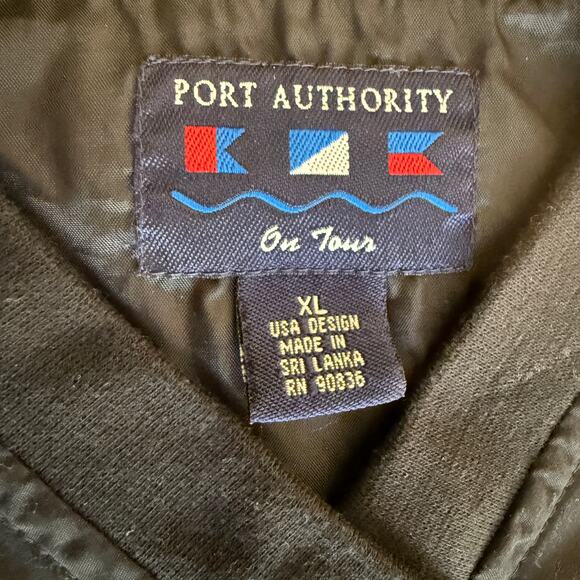 PORT AUTHORITY
On Tour
XL
USA DESIGN
MADE IN
SRI LANKA
RN 90836